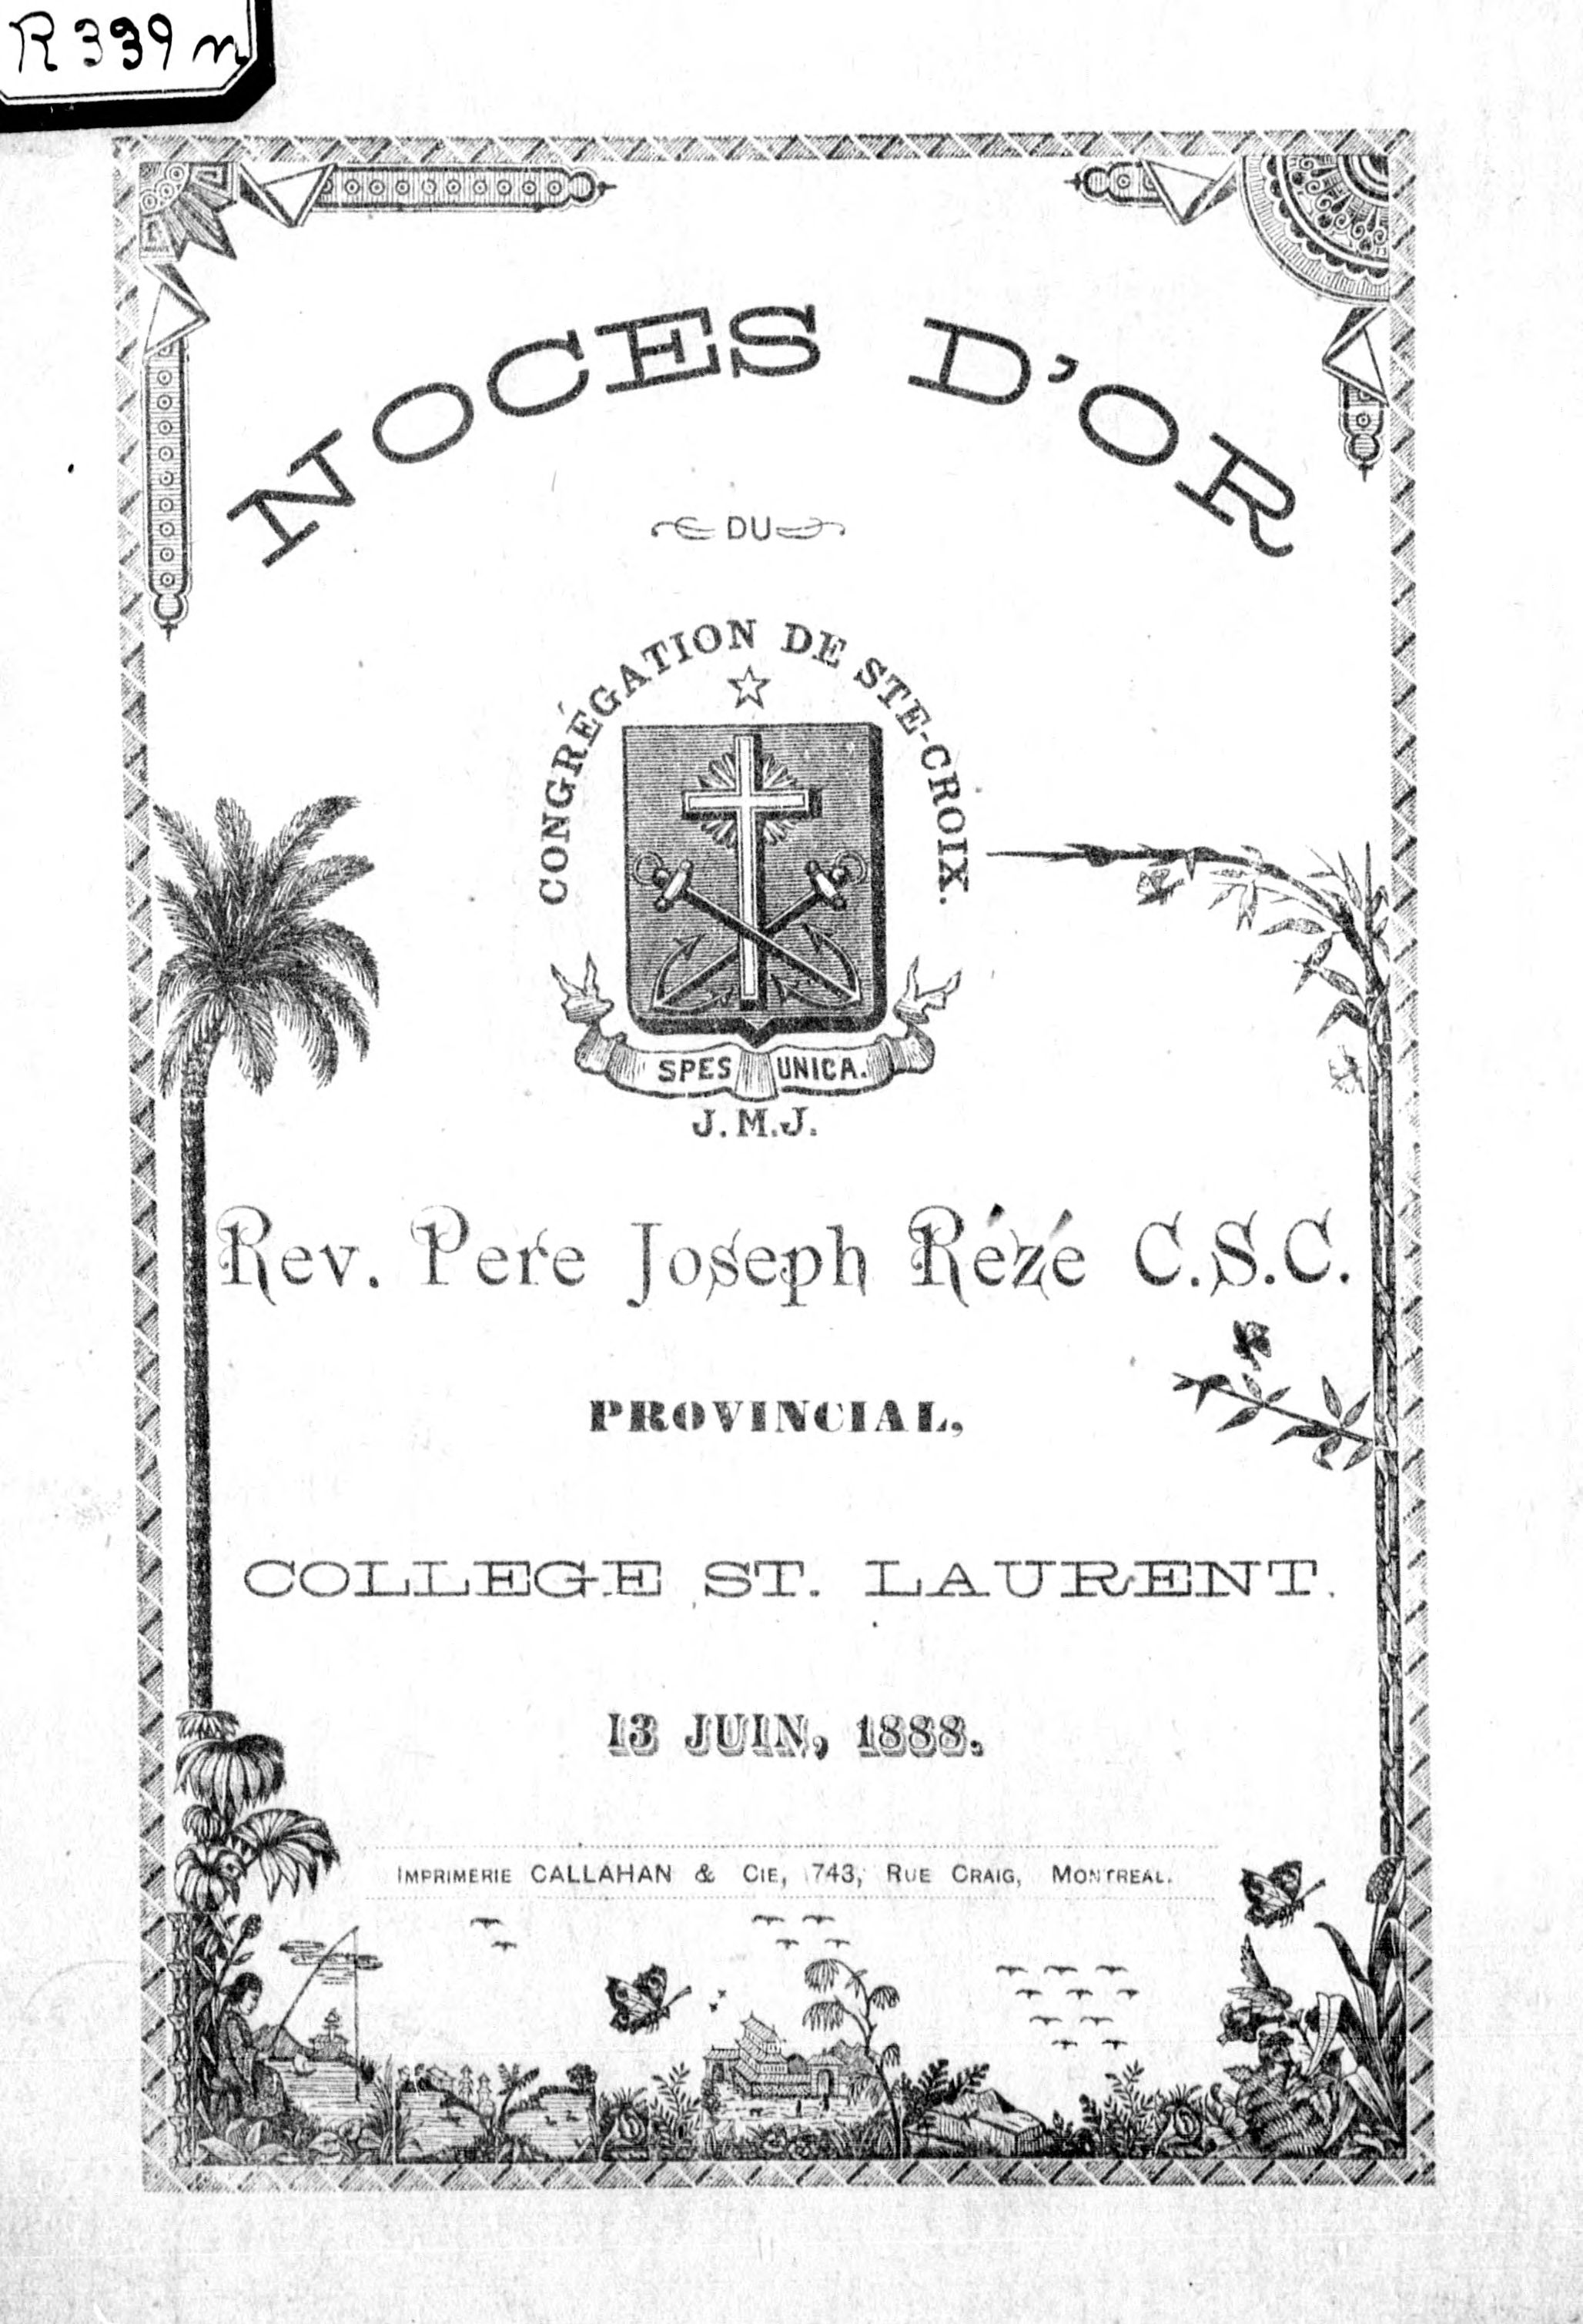 R339n
NOCES D'OR
DU
CONGRÉGATION DE STE-CROIX.
SPES UNICA.
J.M.J.
Rev. Pere Joseph Rézé C.S.C.
PROVINCIAL,
COLLEGE ST. LAURENT.
13 JUIN, 1888.
IMPRIMERIE CALLAHAN & CIE, 743, RUE CRAIG, MONTREAL.